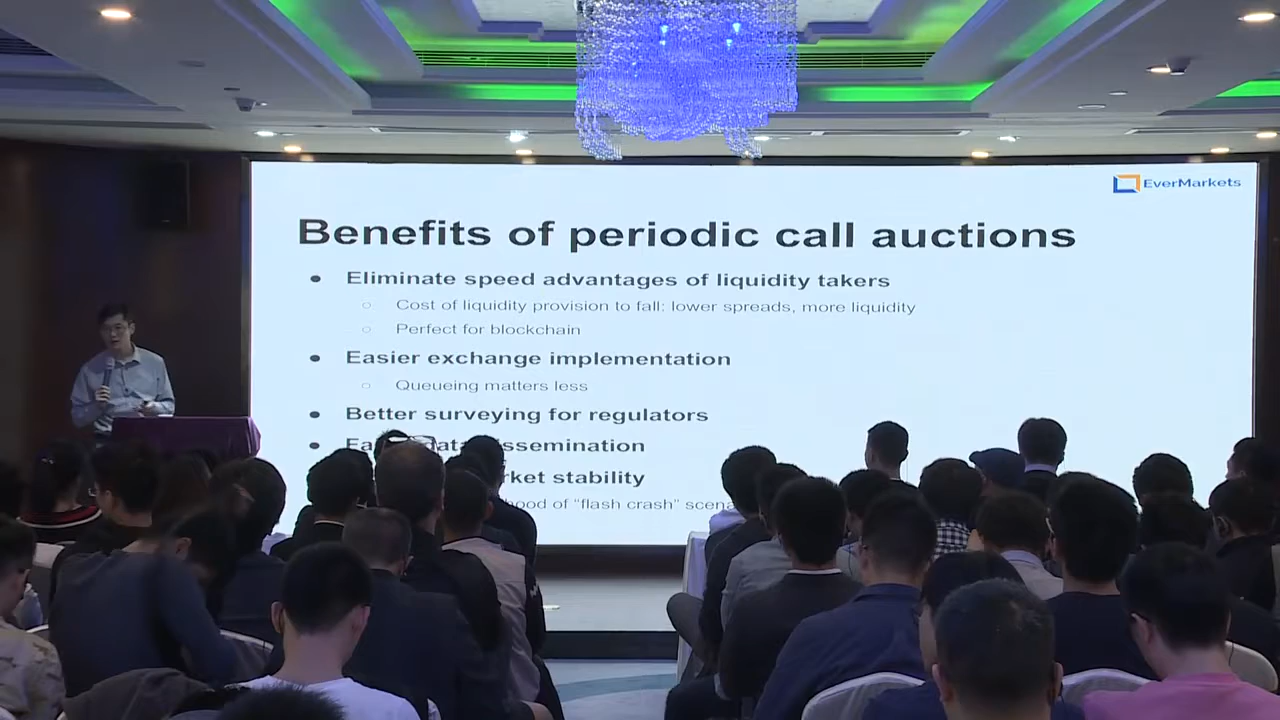 EverMarkets
Benefits of periodic call auctions
● Eliminate speed advantages of liquidity takers
○ Cost of liquidity provision to fall: lower spreads, more liquidity
○ Perfect for blockchain
● Easier exchange implementation
○ Queueing matters less
● Better surveying for regulators
● dissemination
stability
of "flash crash"